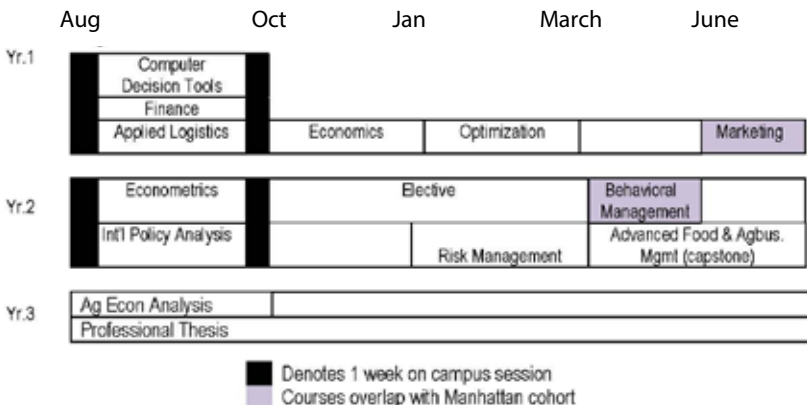 Aug Oct Jan March June
Yr.1
Computer
Decision Tools
Finance
Applied Logistics Economics Optimization Marketing
Yr.2
Econometrics Elective Behavioral
Management
Int'l Policy Analysis Risk Management Advanced Food & Agbus.
Mgmt (capstone)
Yr.3
Ag Econ Analysis
Professional Thesis
Denotes 1 week on campus session
Courses overlap with Manhattan cohort